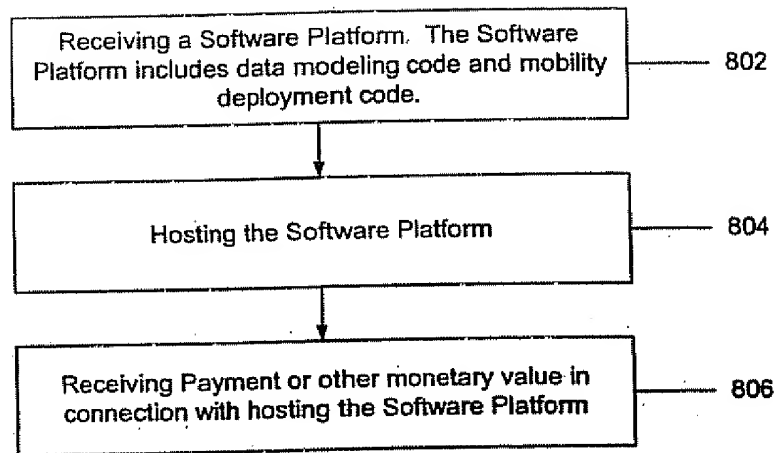 Receiving a Software Platform. The Software
Platform includes data modeling code and mobility
deployment code.
802
Hosting the Software Platform
804
Receiving Payment or other monetary value in
connection with hosting the Software Platform
806